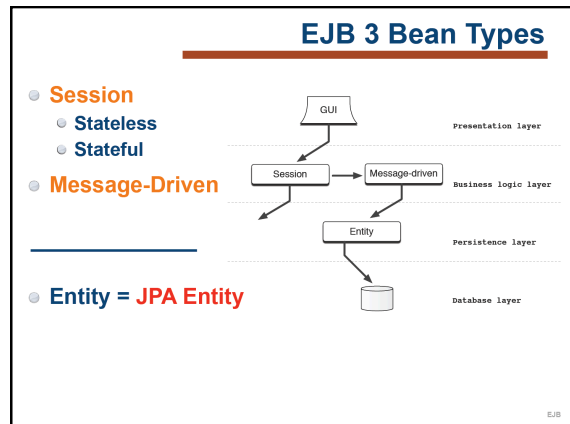 EJB 3 Bean Types
Session
Stateless
Stateful
Message-Driven
Entity = JPA Entity
GUI
Presentation layer
Session
Message-driven
Business logic layer
Entity
Persistence layer
Database layer
EJB